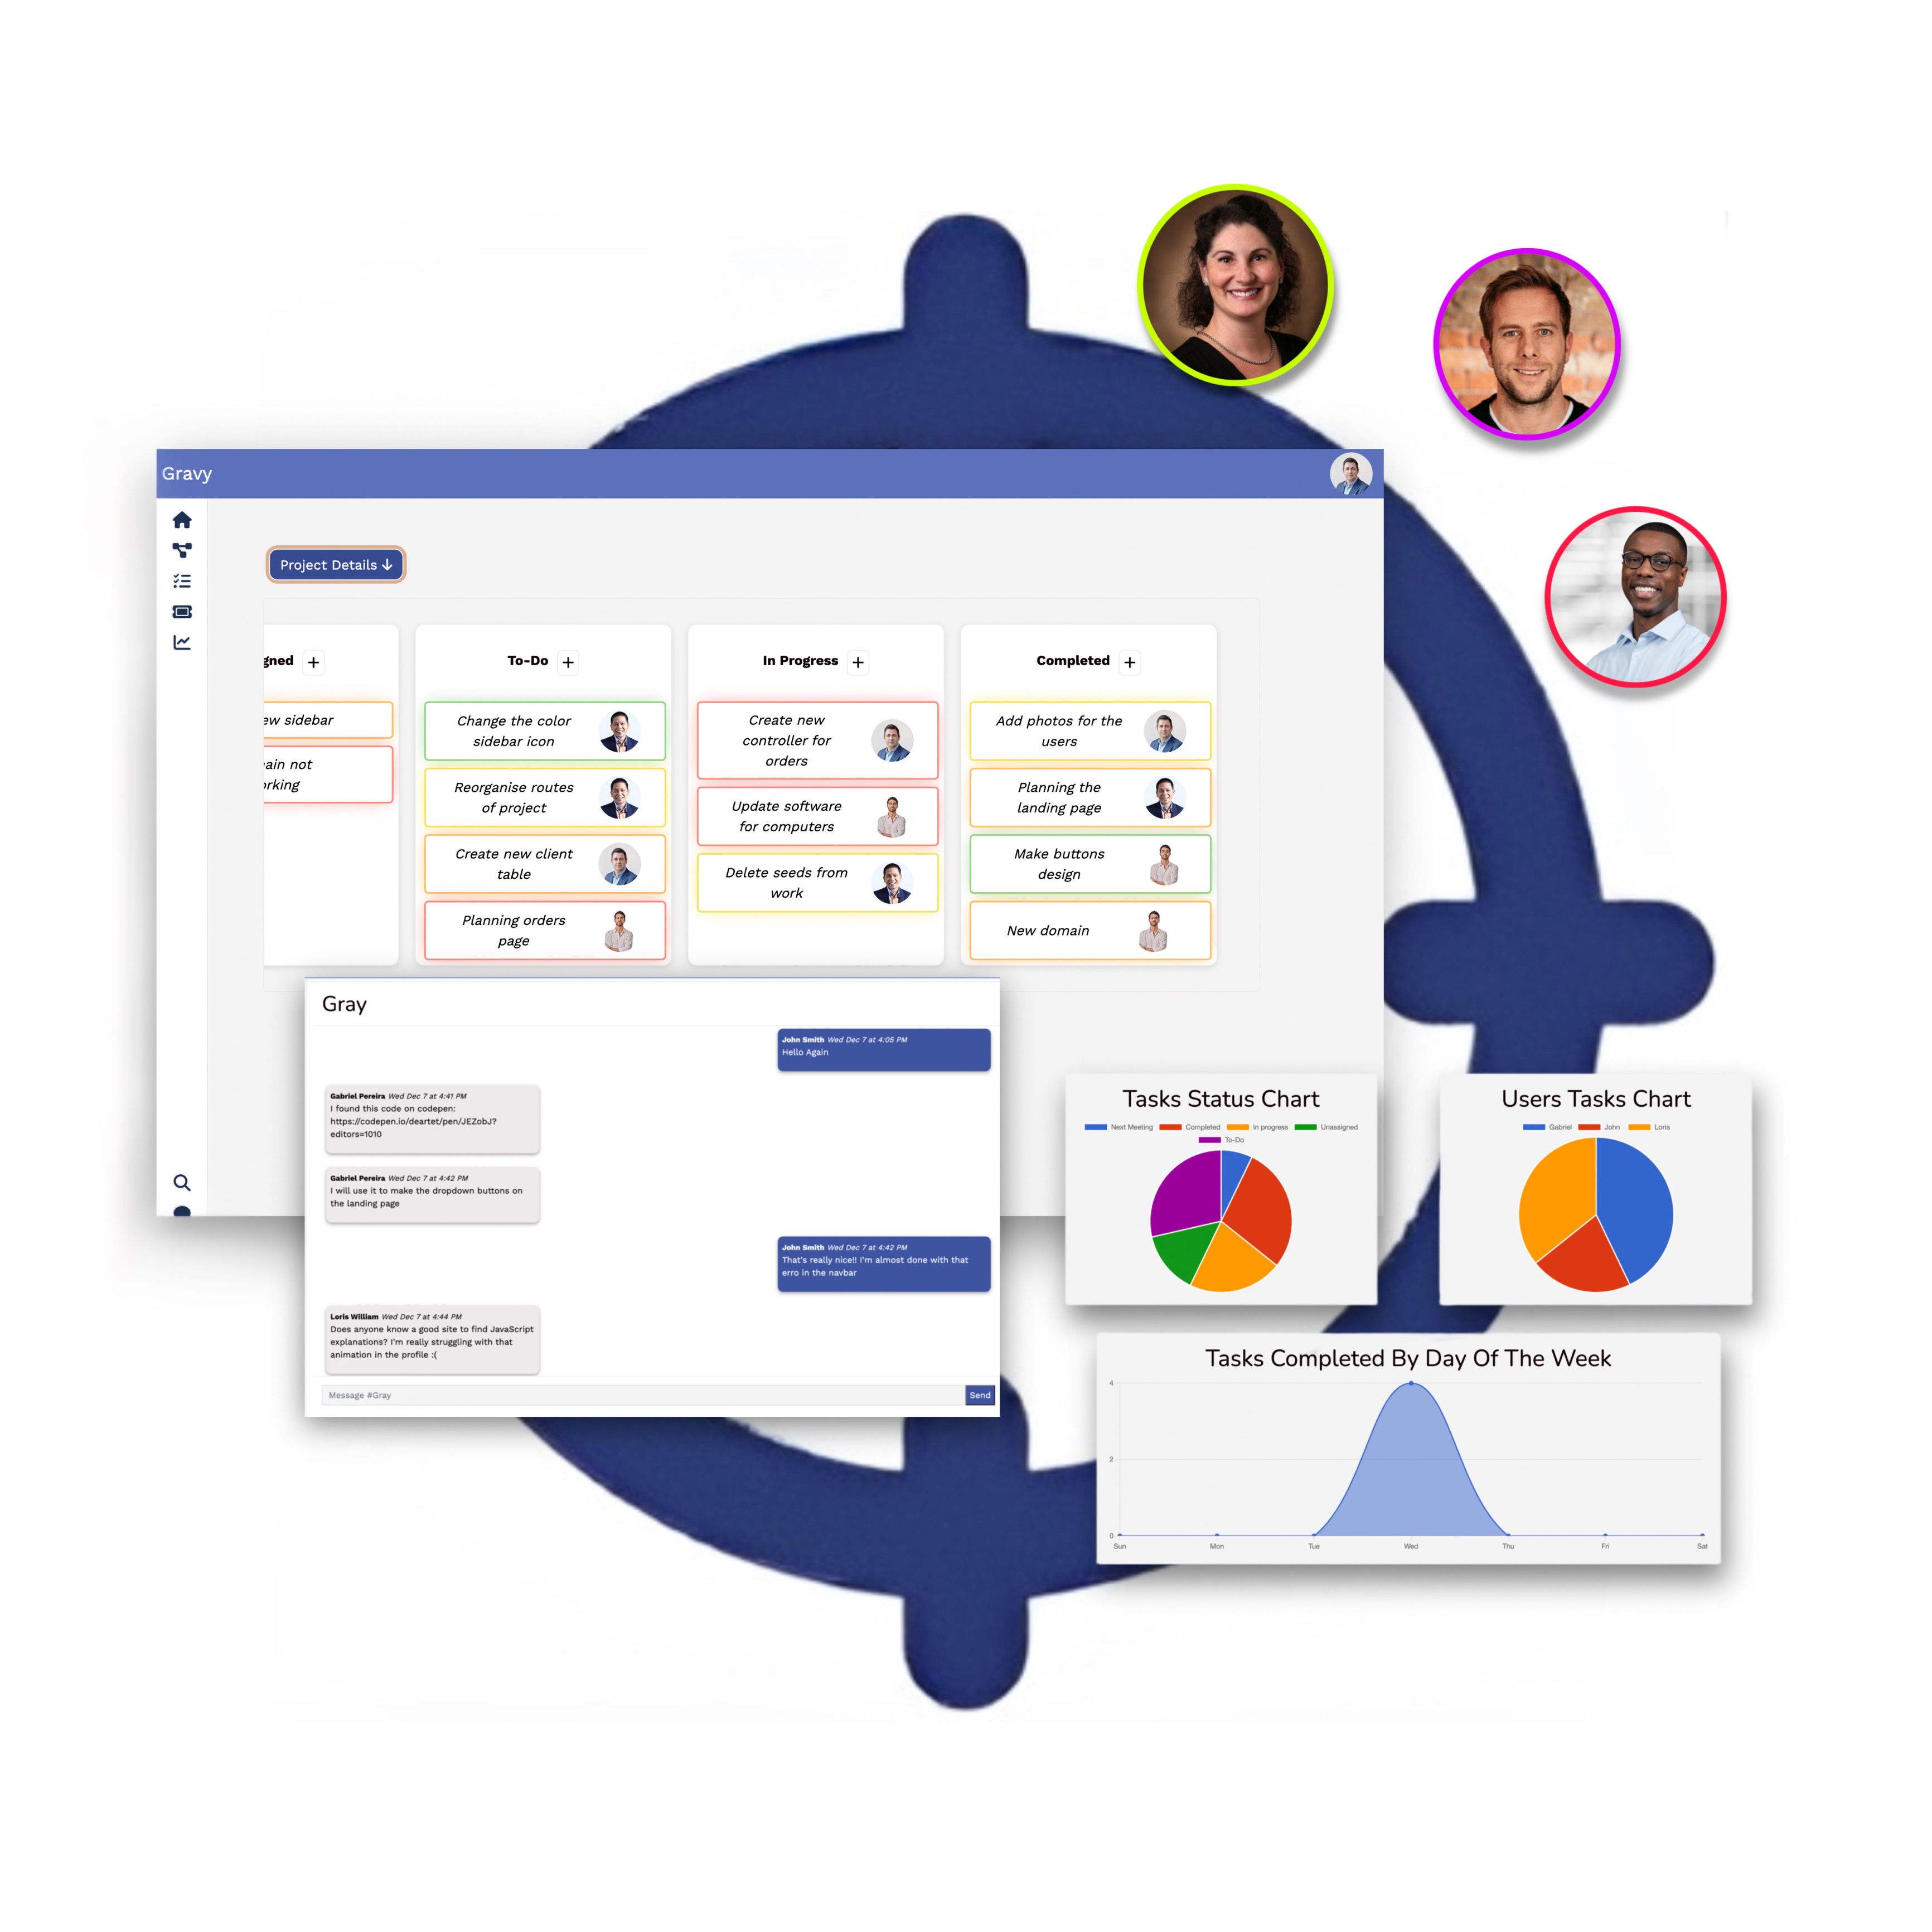 Gravy
Project Details
gned +
ew sidebar
ain not
orking
To-Do +
Change the color
sidebar icon
Reorganise routes
of project
Create new client
table
Planning orders
page
In Progress +
Create new
controller for
orders
Update software
for computers
Delete seeds from
work
Completed +
Add photos for the
users
Planning the
landing page
Make buttons
design
New domain
Gray
John Smith Wed Dec 7 at 4:05 PM
Hello Again
Gabriel Pereira Wed Dec 7 at 4:41 PM
I found this code on codepen:
https://codepen.io/deartet/pen/JEZobJ?
editors=1010
Gabriel Pereira Wed Dec 7 at 4:42 PM
I will use it to make the dropdown buttons on
the landing page
John Smith Wed Dec 7 at 4:42 PM
That's really nice!! I'm almost done with that
erro in the navbar
Loris William Wed Dec 7 at 4:44 PM
Does anyone know a good site to find JavaScript
explanations? I'm really struggling with that
animation in the profile :(
Message #Gray
Send
Tasks Status Chart
Next Meeting Completed In progress Unassigned
To-Do
Users Tasks Chart
Gabriel John Loris
Tasks Completed By Day Of The Week
4
2
0
Sun Mon Tue Wed Thu Fri Sat